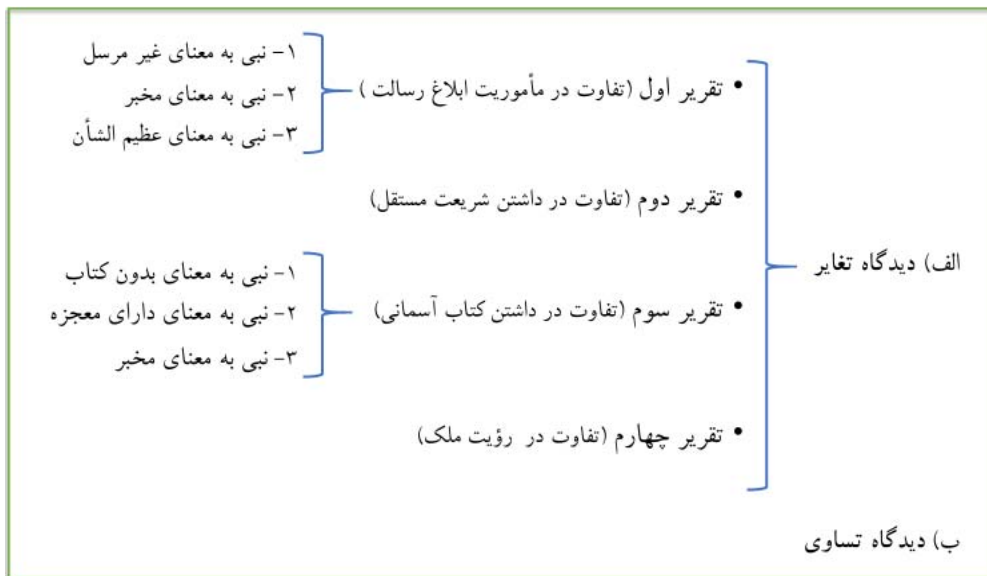 الف) دیدگاه تغایر
• تقریر اول (تفاوت در مأموریت ابلاغ رسالت )
۱- نبی به معنای غیر مرسل
۲- نبی به معنای مخبر
۳- نبی به معنای عظیم الشأن
• تقریر دوم (تفاوت در داشتن شریعت مستقل)
• تقریر سوم (تفاوت در داشتن کتاب آسمانی)
۱- نبی به معنای بدون کتاب
۲- نبی به معنای دارای معجزه
۳- نبی به معنای مخبر
• تقریر چهارم (تفاوت در رؤیت ملک)
ب) دیدگاه تساوی